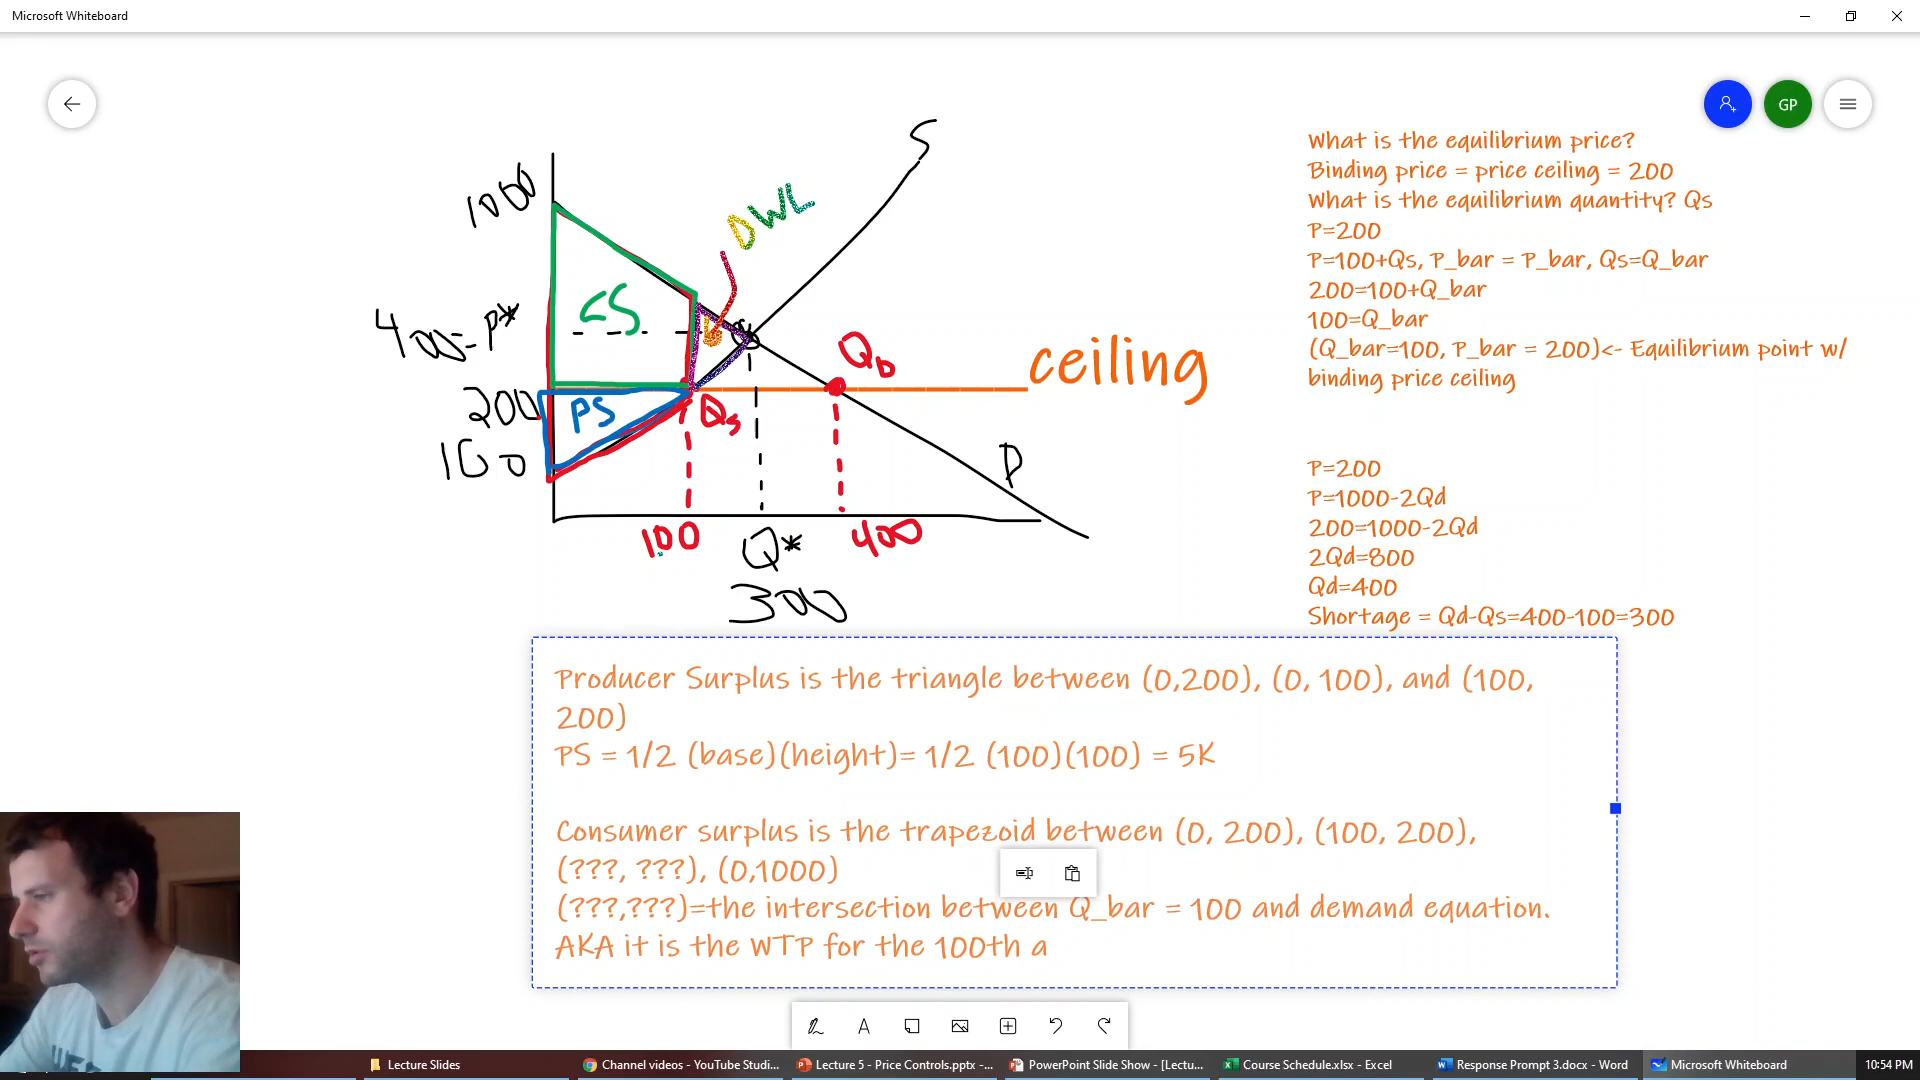 Microsoft Whiteboard
GP
S
1000
DWL
CS
400=P*
D
QD
ceiling
200
PS
Qs
100
D
100
Q*
400
300
What is the equilibrium price?
Binding price = price ceiling = 200
What is the equilibrium quantity? Qs
P=200
P=100+Qs, P_bar = P_bar, Qs=Q_bar
200=100+Q_bar
100=Q_bar
(Q_bar=100, P_bar = 200)<- Equilibrium point w/
binding price ceiling
P=200
P=1000-2Qd
200=1000-2Qd
2Qd=800
Qd=400
Shortage = Qd-Qs=400-100=300
Producer Surplus is the triangle between (0,200), (0, 100), and (100,
200)
PS = 1/2 (base)(height)= 1/2 (100)(100) = 5K
Consumer surplus is the trapezoid between (0, 200), (100, 200),
(???, ???), (0,1000)
(???,???)=the intersection between Q_bar = 100 and demand equation.
AKA it is the WTP for the 100th a
A
Lecture Slides
Channel videos - YouTube Studi...
Lecture 5 - Price Controls.pptx -...
PowerPoint Slide Show - [Lectu...
Course Schedule.xlsx - Excel
Response Prompt 3.docx - Word
Microsoft Whiteboard
10:54 PM